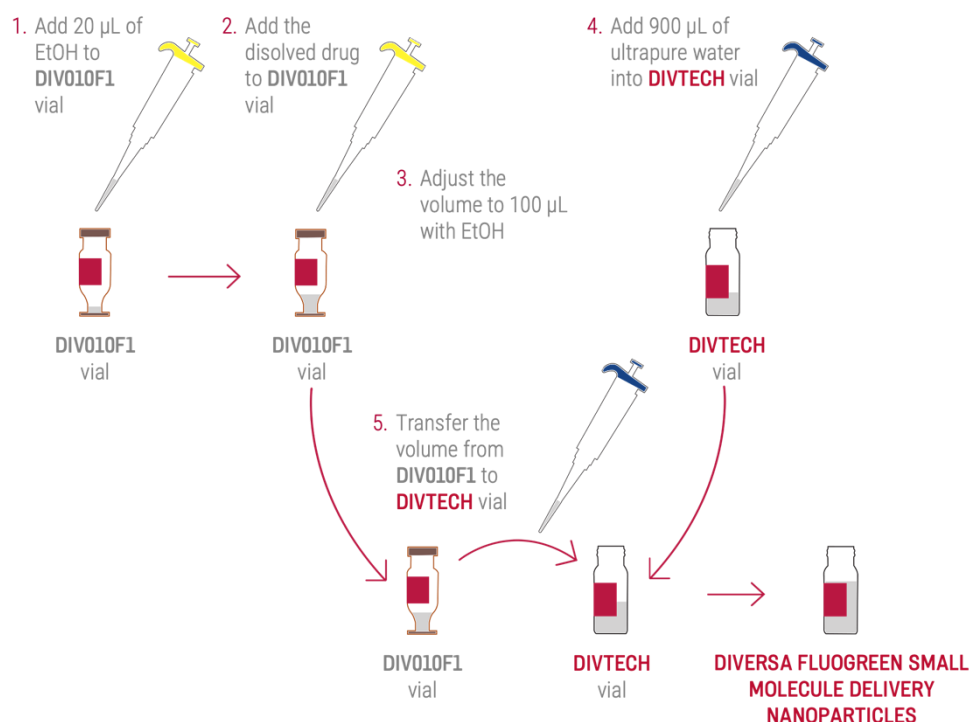 1. Add 20 µL of
EtOH to
DIV010F1
vial
2. Add the
disolved drug
to DIV010F1
vial
3. Adjust the
volume to 100 µL
with EtOH
4. Add 900 µL of
ultrapure water
into DIVTECH vial
DIV010F1
vial
DIV010F1
vial
DIVTECH
vial
5. Transfer the
volume from
DIV010F1 to
DIVTECH vial
DIV010F1
vial
DIVTECH
vial
DIVERSA FLUOGREEN SMALL
MOLECULE DELIVERY
NANOPARTICLES